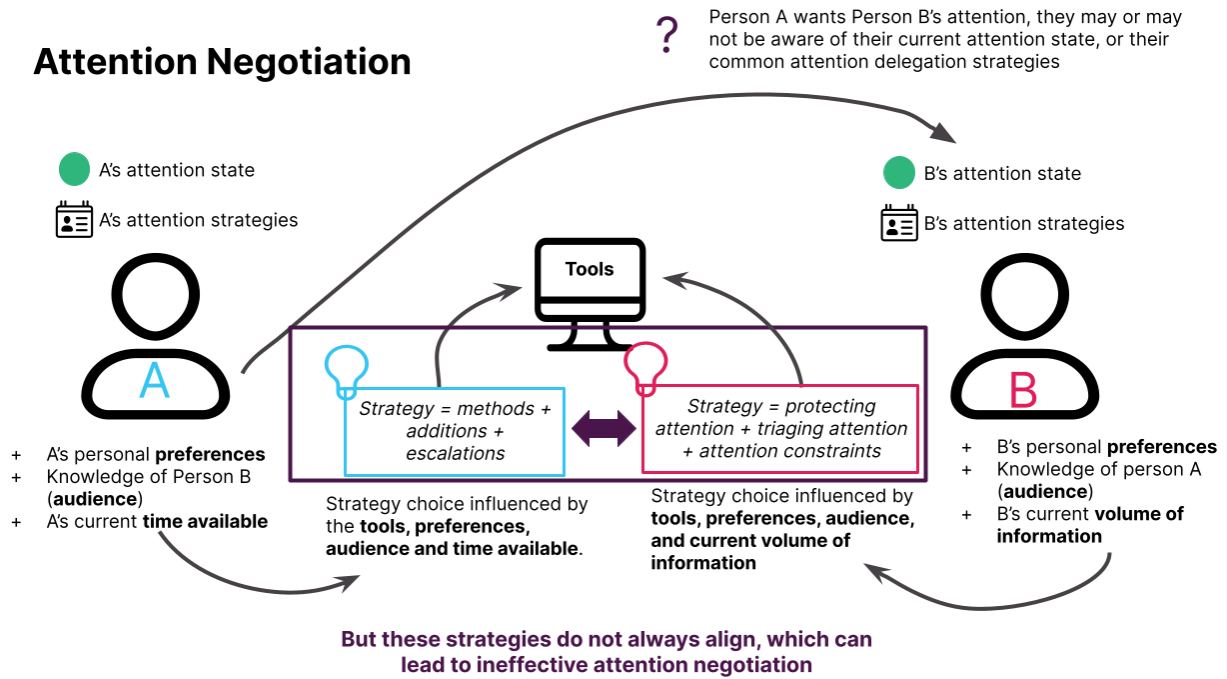 Attention Negotiation
?
Person A wants Person B's attention, they may or may
not be aware of their current attention state, or their
common attention delegation strategies
A's attention state
A's attention strategies
B's attention state
B's attention strategies
Tools
A
B
Strategy = methods +
additions +
escalations
Strategy = protecting
attention + triaging attention
+ attention constraints
+ A's personal preferences
+ Knowledge of Person B
(audience)
+ A's current time available
Strategy choice influenced by
the tools, preferences,
audience and time available.
Strategy choice influenced by
tools, preferences, audience,
and current volume of
information
+ B's personal preferences
+ Knowledge of person A
(audience)
+ B's current volume of
information
But these strategies do not always align, which can
lead to ineffective attention negotiation